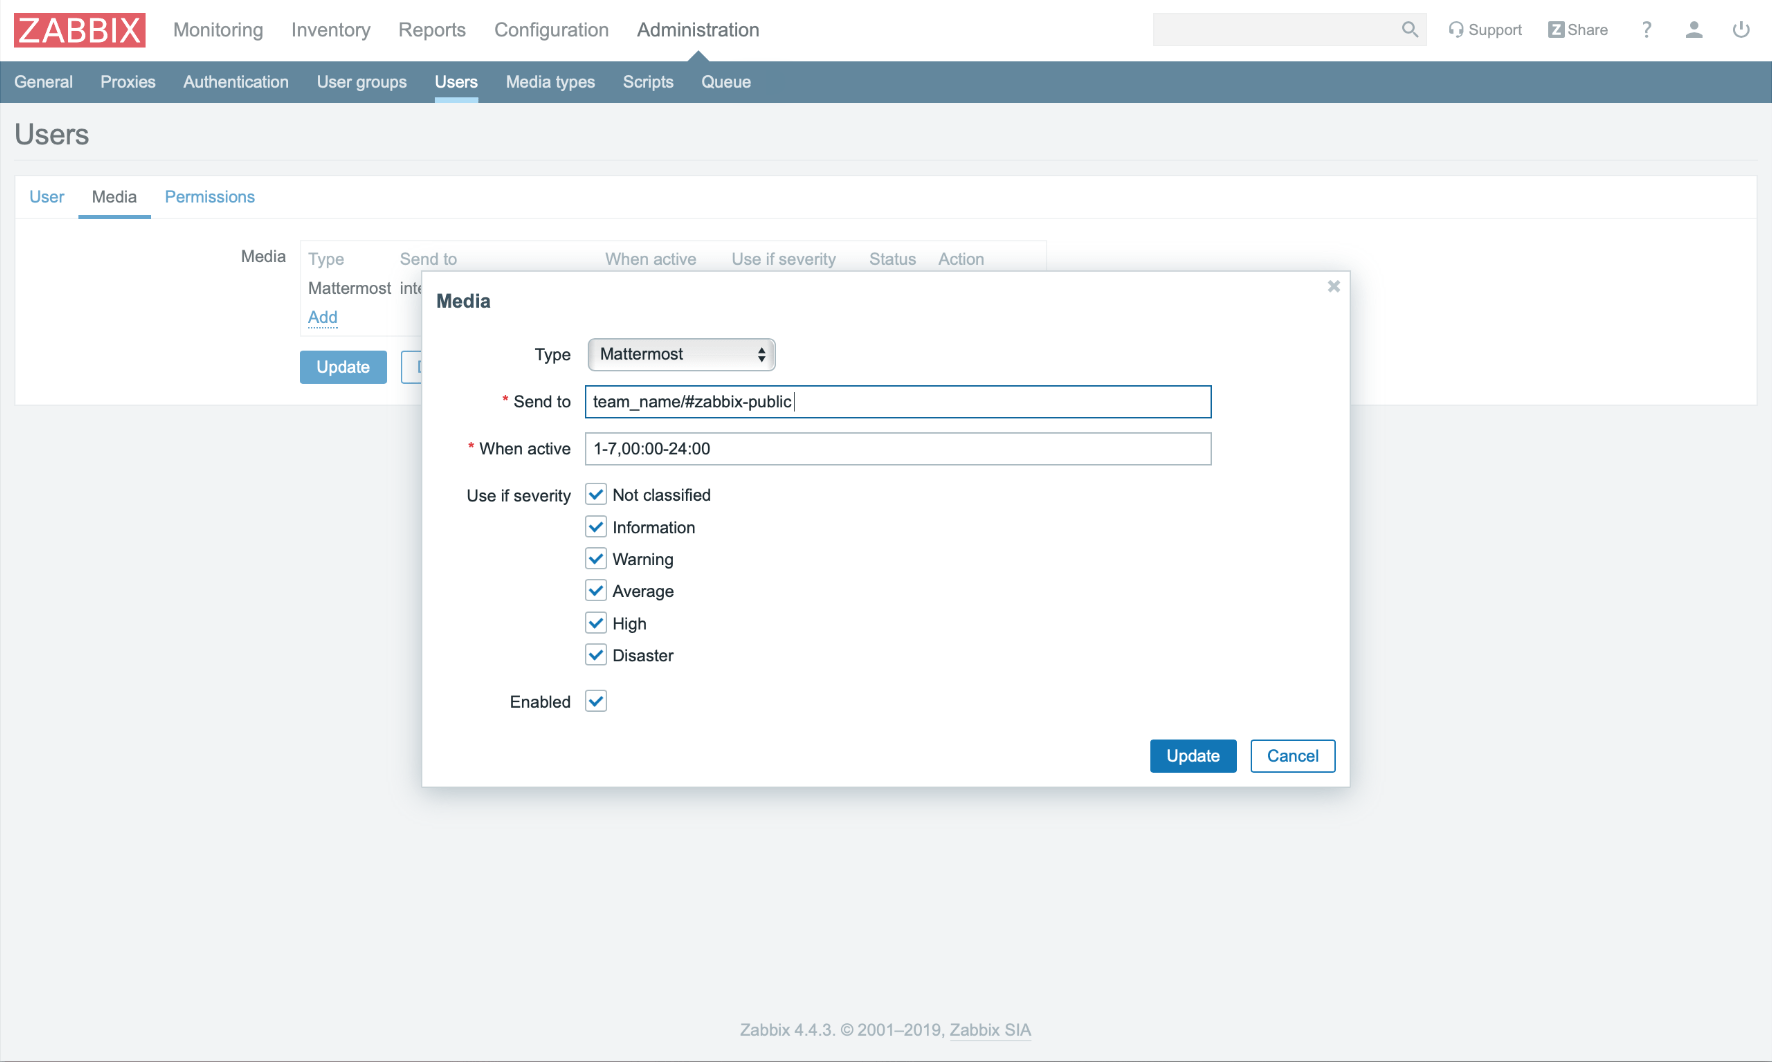 ZABBIX Monitoring Inventory Reports Configuration Administration Support Z Share ?
General Proxies Authentication User groups Users Media types Scripts Queue
Users
User Media Permissions
Media Type Send to When active Use if severity Status Action
Mattermost inte
Add
Update
Media
Type Mattermost
* Send to team_name/#zabbix-public
* When active 1-7,00:00-24:00
Use if severity Not classified
Information
Warning
Average
High
Disaster
Enabled
Update Cancel
Zabbix 4.4.3. © 2001–2019, Zabbix SIA